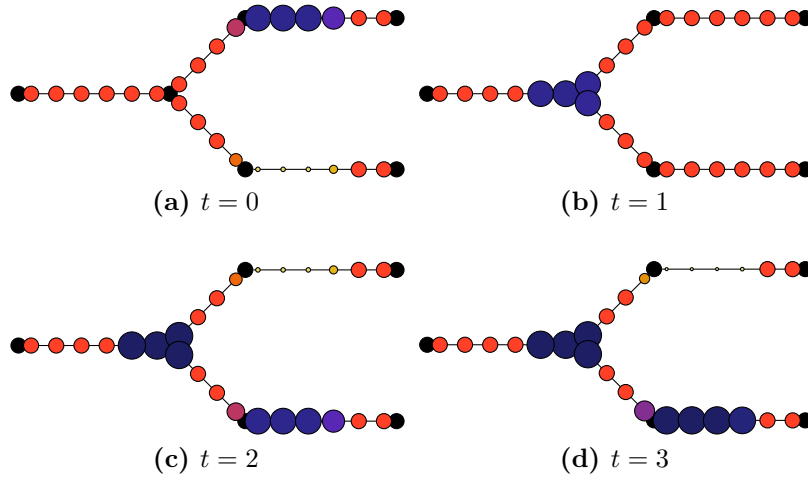 (a) t = 0
(b) t = 1
(c) t = 2
(d) t = 3